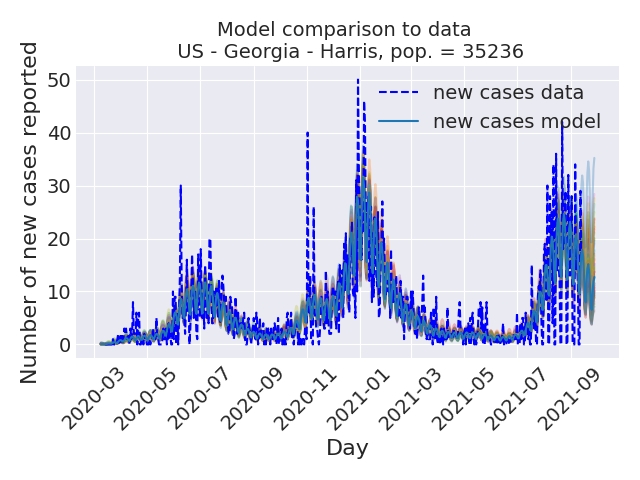 Model comparison to data
US - Georgia - Harris, pop. = 35236
Number of new cases reported
50
40
30
20
10
0
new cases data
new cases model
2020-03
2020-05
2020-07
2020-09
2020-11
2021-01
2021-03
2021-05
2021-07
2021-09
Day